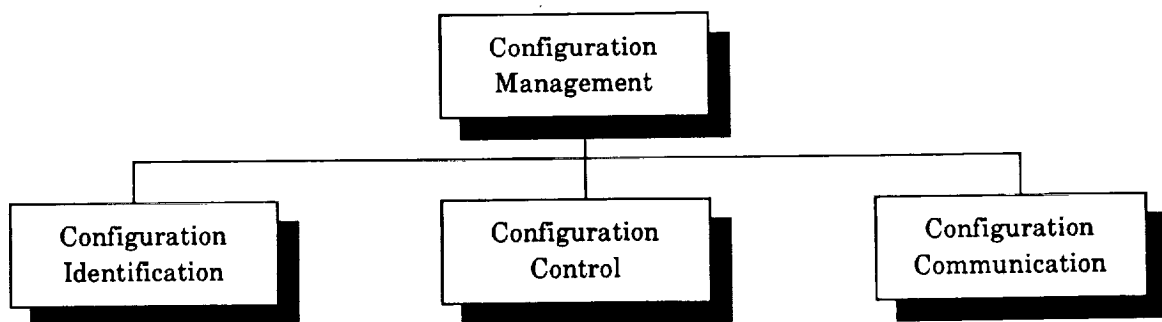 Configuration
Management
Configuration
Identification
Configuration
Control
Configuration
Communication